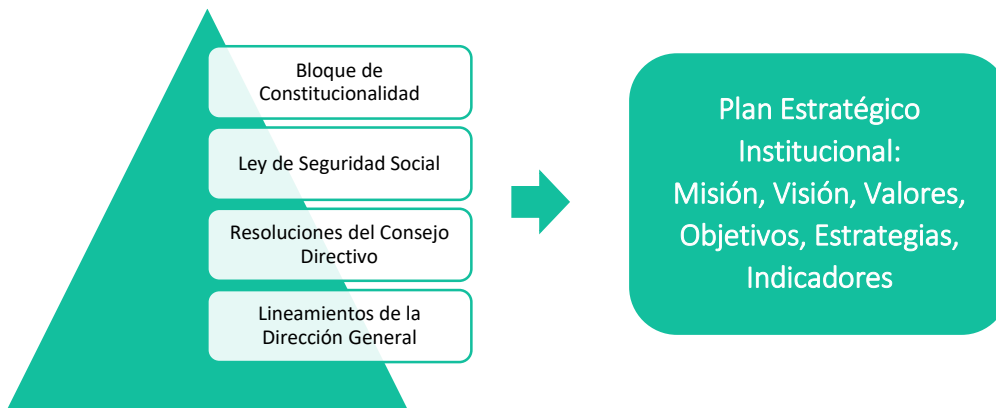 Bloque de
Constitucionalidad
Ley de Seguridad Social
Resoluciones del Consejo
Directivo
Lineamientos de la
Dirección General
Plan Estratégico
Institucional:
Misión, Visión, Valores,
Objetivos, Estrategias,
Indicadores